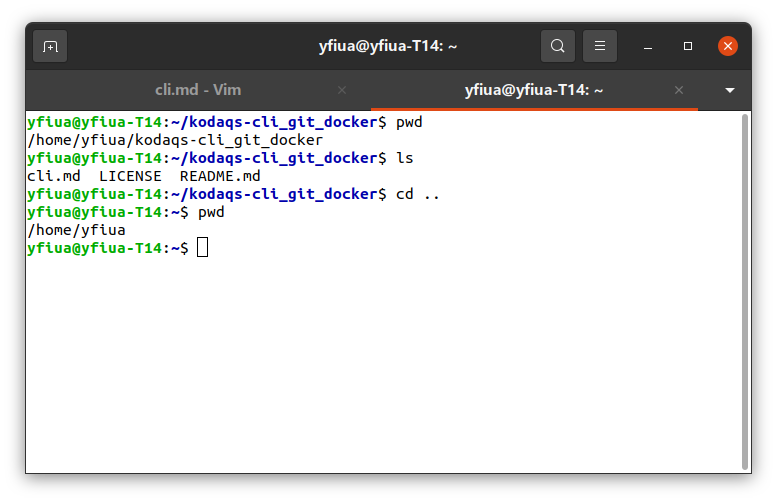 yfiua@yfiua-T14: ~
cli.md - Vim
yfiua@yfiua-T14: ~
yfiua@yfiua-T14:~/kodaqs-cli_git_docker$ pwd
/home/yfiua/kodaqs-cli_git_docker
yfiua@yfiua-T14:~/kodaqs-cli_git_docker$ ls
cli.md  LICENSE  README.md
yfiua@yfiua-T14:~/kodaqs-cli_git_docker$ cd ..
yfiua@yfiua-T14:~$ pwd
/home/yfiua
yfiua@yfiua-T14:~$